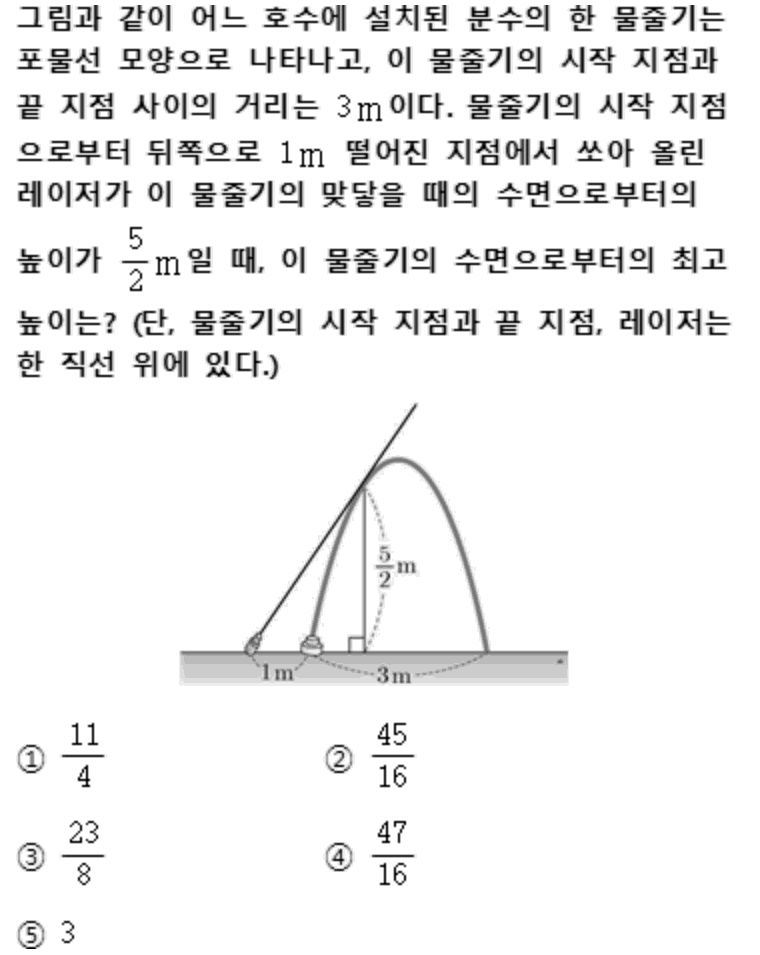 그림과 같이 어느 호수에 설치된 분수의 한 물줄기는
포물선 모양으로 나타나고, 이 물줄기의 시작 지점과
끝 지점 사이의 거리는 3m이다. 물줄기의 시작 지점
으로부터 뒤쪽으로 1m 떨어진 지점에서 쏘아 올린
레이저가 이 물줄기의 맞닿을 때의 수면으로부터의
높이가 5/2 m일 때, 이 물줄기의 수면으로부터의 최고
높이는? (단, 물줄기의 시작 지점과 끝 지점, 레이저는
한 직선 위에 있다.)
5/2 m
1m 3m
① 11/4 ② 45/16
③ 23/8 ④ 47/16
⑤ 3